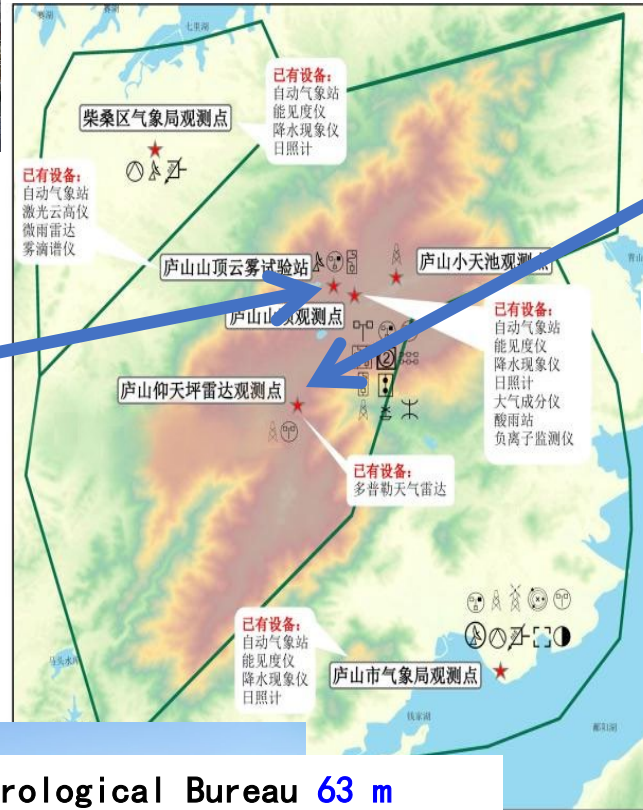 七里湖
已有设备：
自动气象站
能见度仪
降水现象仪
日照计
柴桑区气象局观测点
已有设备：
自动气象站
激光云高仪
微雨雷达
雾滴谱仪
庐山山顶云雾试验站
庐山小天池观测点
庐山山顶观测点
已有设备：
自动气象站
能见度仪
降水现象仪
日照计
大气成分仪
酸雨站
负离子监测仪
②
庐山仰天坪雷达观测点
已有设备：
多普勒天气雷达
已有设备：
自动气象站
能见度仪
降水现象仪
日照计
庐山市气象局观测点
鄱阳湖
rological Bureau 63 m